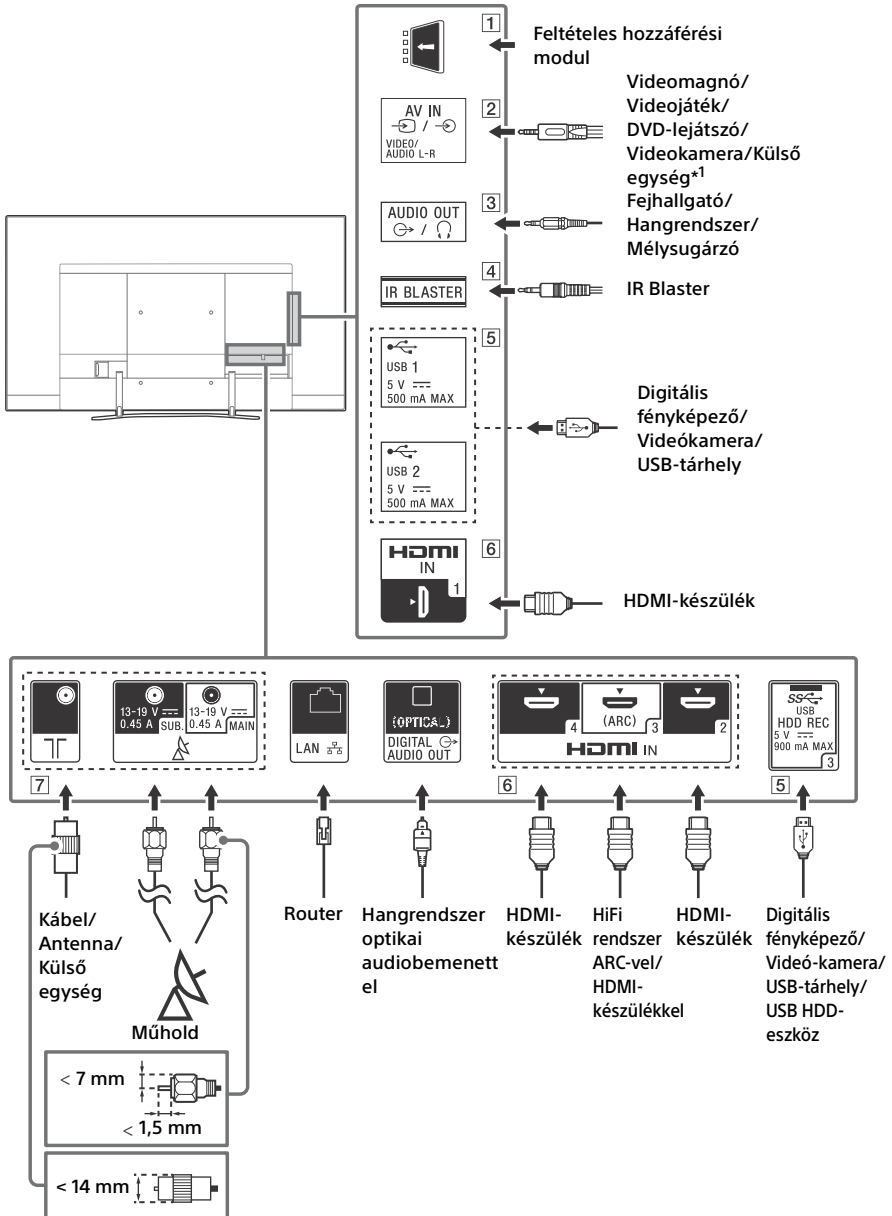 1
Feltételes hozzáférési
modul
AV IN
/
VIDEO/
AUDIO L-R
2
Videomagnó/
Videojáték/
DVD-lejátszó/
Videokamera/Külső
egység*1
AUDIO OUT
/
3
Fejhallgató/
Hangrendszer/
Mélysugárzó
4
IR BLASTER
IR Blaster
5
USB 1
5 V
500 mA MAX
USB 2
5 V
500 mA MAX
Digitális
fényképező/
Videókamera/
USB-tárhely
HDMI
IN
1
6
HDMI-készülék
13-19 V
0.45 A
SUB.
13-19 V
0.45 A
MAIN
LAN
(OPTICAL)
DIGITAL
AUDIO OUT
4
(ARC)
3
2
HDMI IN
SS
USB
HDD REC
5 V
900 mA MAX
3
7
6
5
Kábel/
Antenna/
Külső
egység
Műhold
Router
Hangrendszer
optikai
audiobemenett
el
HDMI-
készülék
HiFi
rendszer
ARC-vel/
HDMI-
készülékkel
HDMI-
készülék
Digitális
fényképező/
Videó-kamera/
USB-tárhely/
USB HDD-
eszköz
< 7 mm
< 1,5 mm
< 14 mm